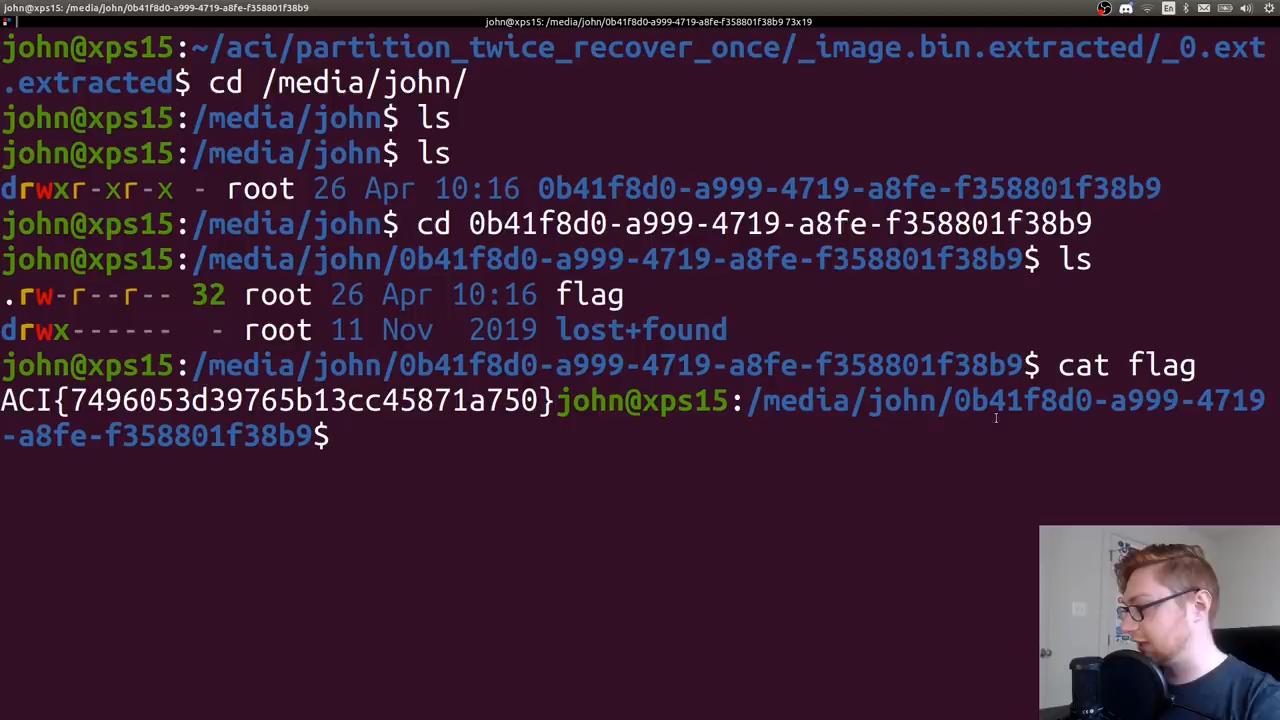 john@xps15: /media/john/0b41f8d0-a999-4719-a8fe-f358801f38b9
En
john@xps15: /media/john/0b41f8d0-a999-4719-a8fe-f358801f38b9 73x19
john@xps15:~/aci/partition_twice_recover_once/_image.bin.extracted/_0.ext
.extracted$ cd /media/john/
john@xps15:/media/john$ ls
john@xps15:/media/john$ ls
drwxr-xr-x - root 26 Apr 10:16 0b41f8d0-a999-4719-a8fe-f358801f38b9
john@xps15:/media/john$ cd 0b41f8d0-a999-4719-a8fe-f358801f38b9
john@xps15:/media/john/0b41f8d0-a999-4719-a8fe-f358801f38b9$ ls
.rw-r--r-- 32 root 26 Apr 10:16 flag
drwx------  - root 11 Nov  2019 lost+found
john@xps15:/media/john/0b41f8d0-a999-4719-a8fe-f358801f38b9$ cat flag
ACI{7496053d39765b13cc45871a750}john@xps15:/media/john/0b41f8d0-a999-4719
-a8fe-f358801f38b9$